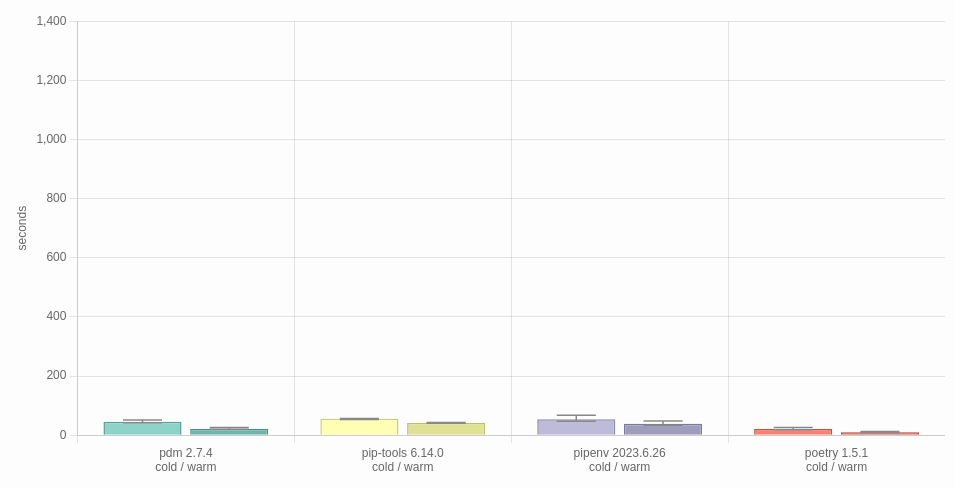 1,400
1,200
1,000
800
600
400
200
0
seconds
pdm 2.7.4
cold / warm
pip-tools 6.14.0
cold / warm
pipenv 2023.6.26
cold / warm
poetry 1.5.1
cold / warm